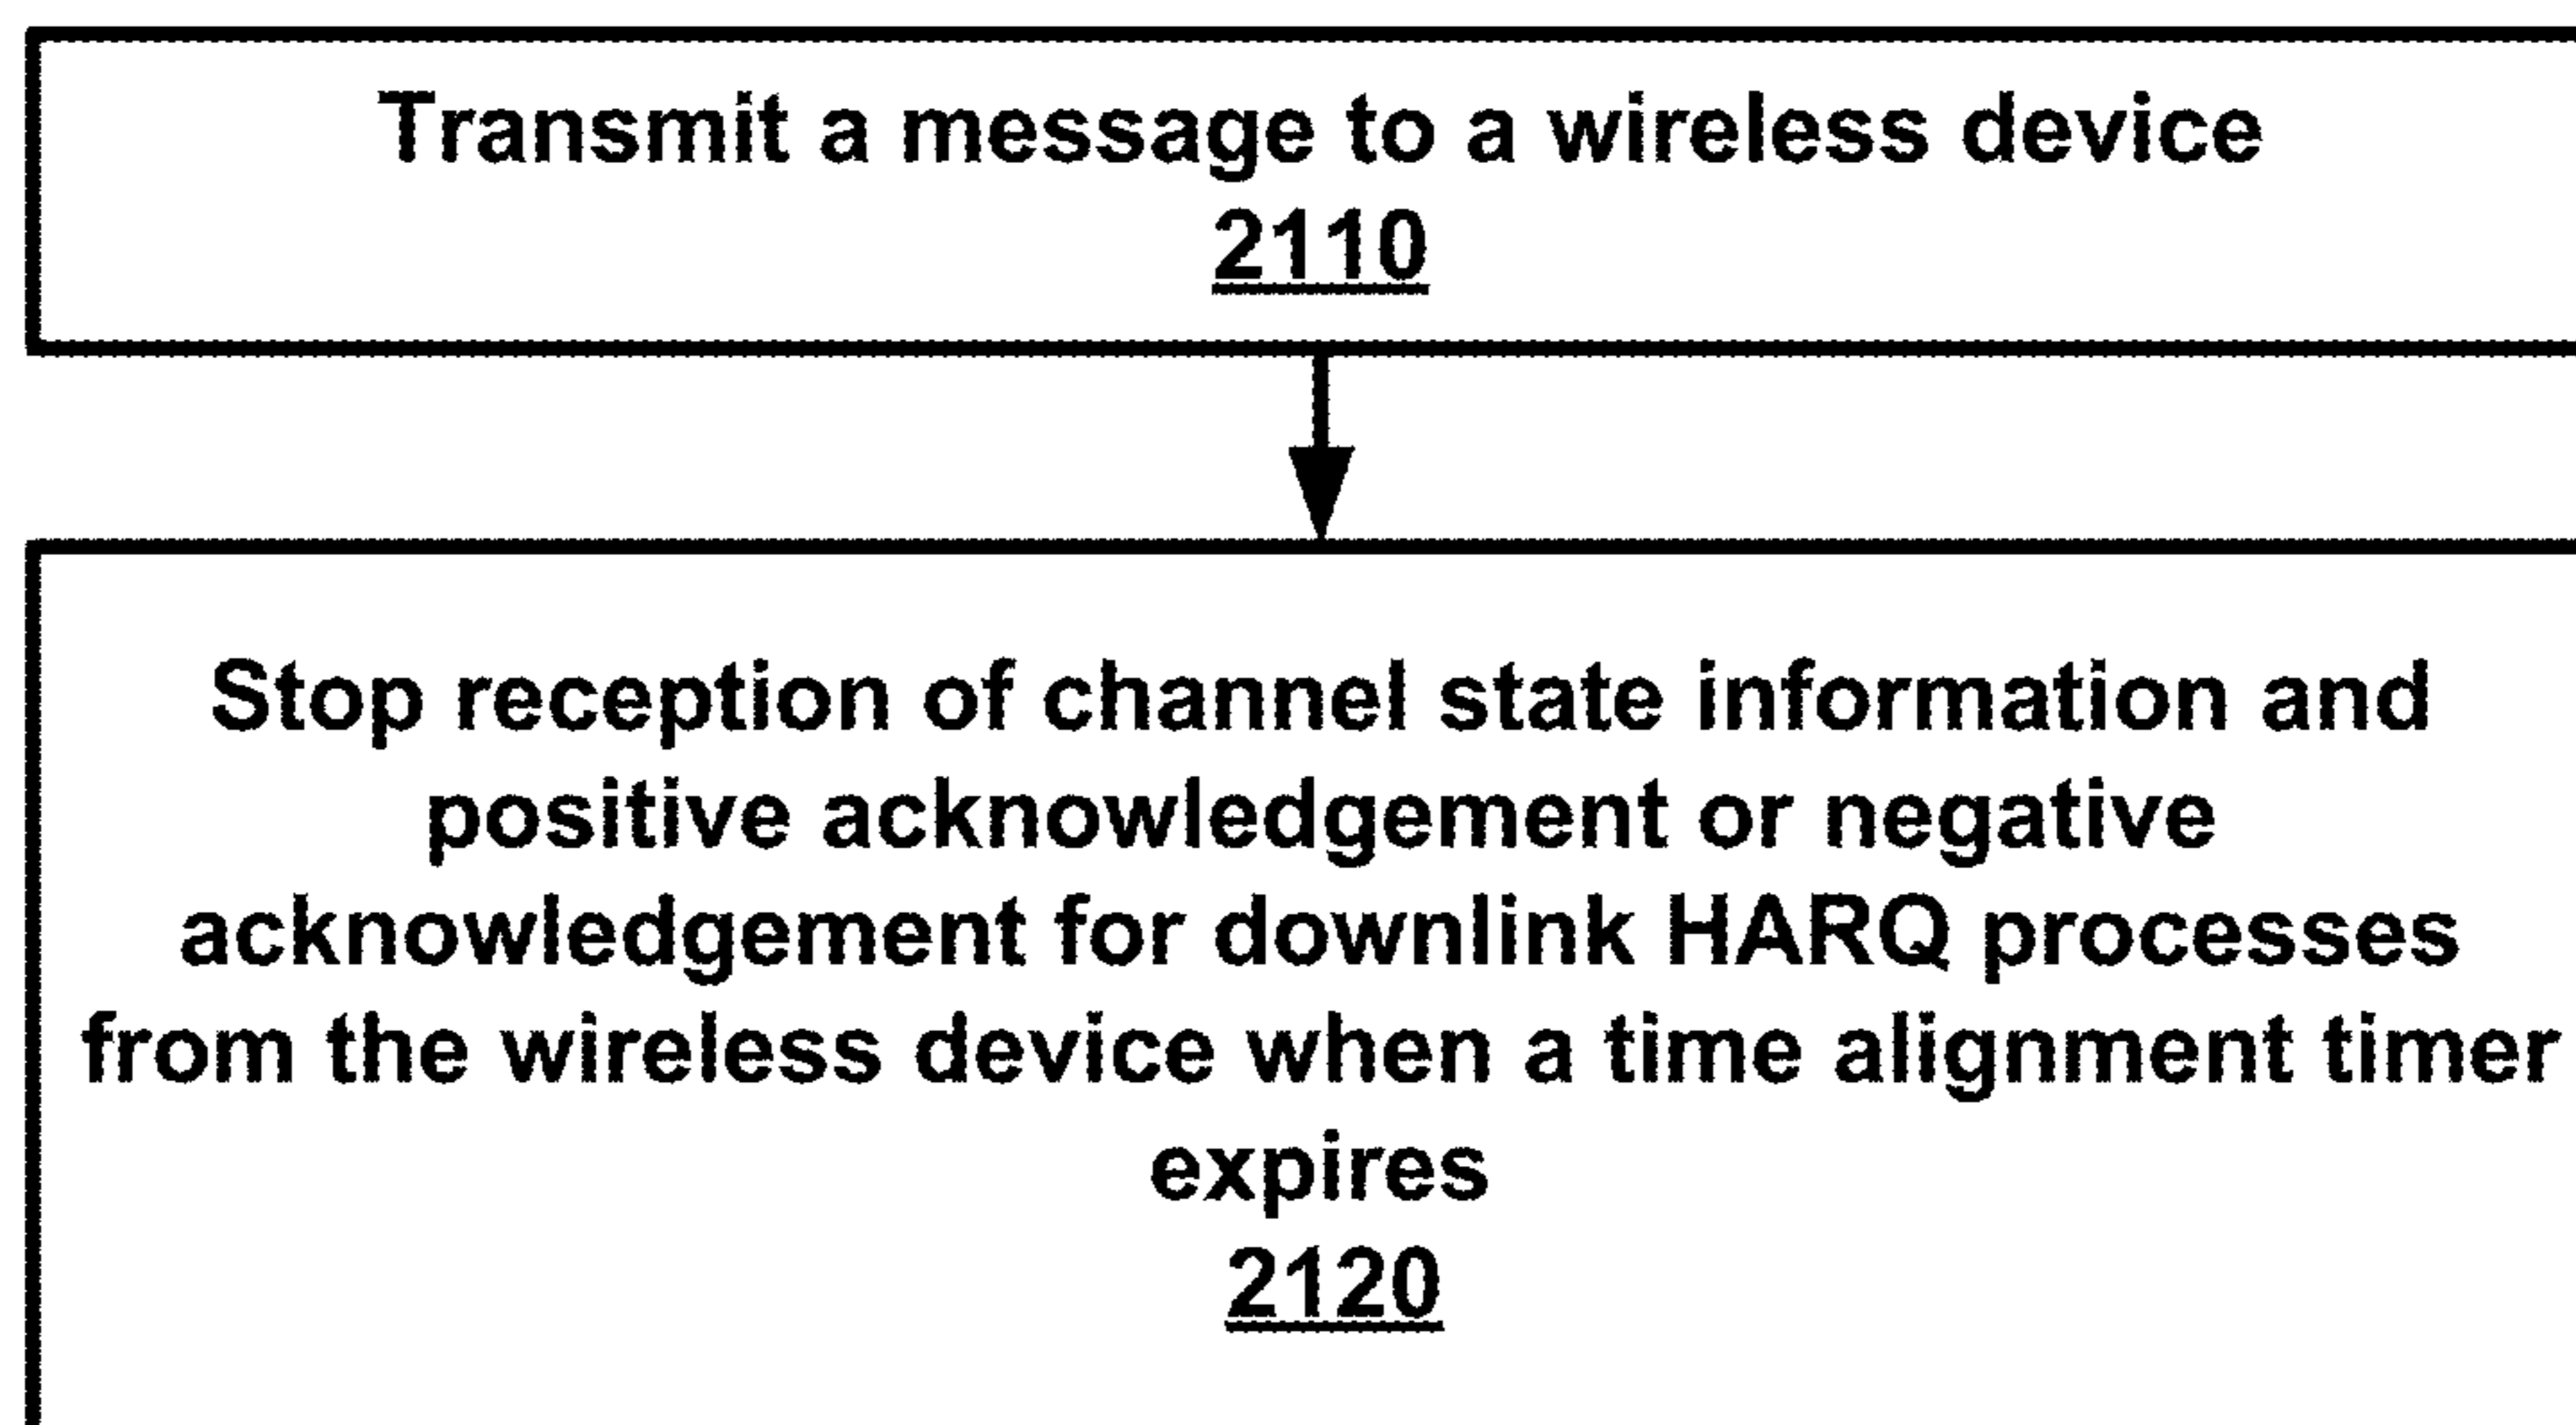 Transmit a message to a wireless device
2110
Stop reception of channel state information and
positive acknowledgement or negative
acknowledgement for downlink HARQ processes
from the wireless device when a time alignment timer
expires
2120